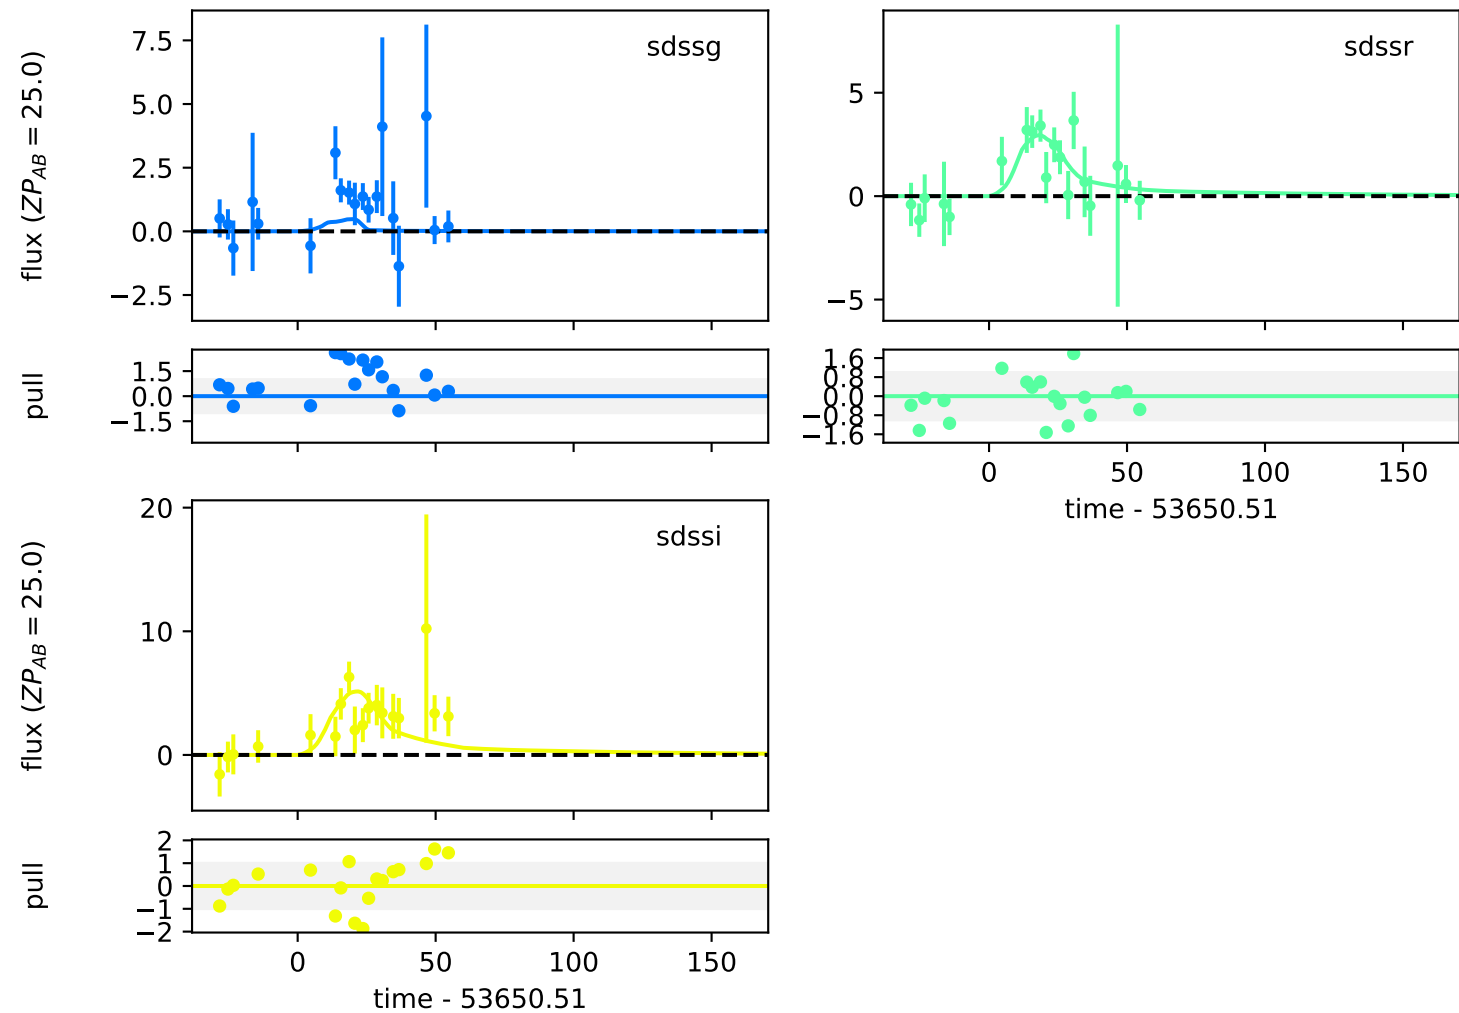 sdssg
flux (ZP_AB = 25.0)
7.5
5.0
2.5
0.0
−2.5
pull
1.5
0.0
−1.5
sdssr
5
0
−5
1.6
0.8
0.0
−0.8
−1.6
0 50 100 150
time - 53650.51
sdssi
flux (ZP_AB = 25.0)
20
10
0
pull
2
1
0
−1
−2
0 50 100 150
time - 53650.51